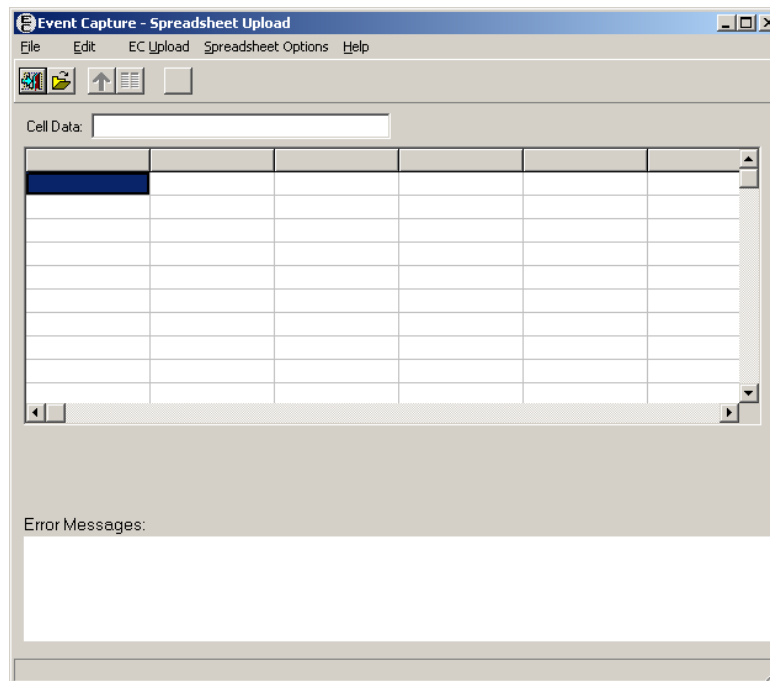 Event Capture - Spreadsheet Upload
File Edit EC Upload Spreadsheet Options Help
Cell Data:
Error Messages: